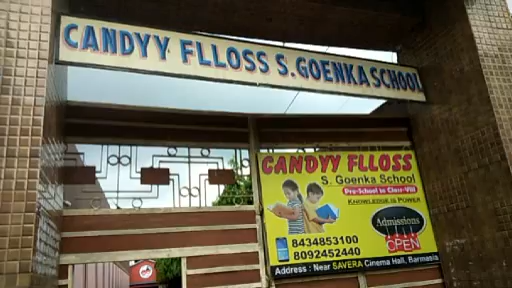 CANDYY FLLOSS S.GOENKA SCHOOL
CANDYY FLLOSS
S. Goenka School
Pre-School to Class-VIII
KNOWLEDGE IS POWER
Admissions
OPEN
8434853100
8092452440
Address : Near SAVERA Cinema Hall, Barmasia